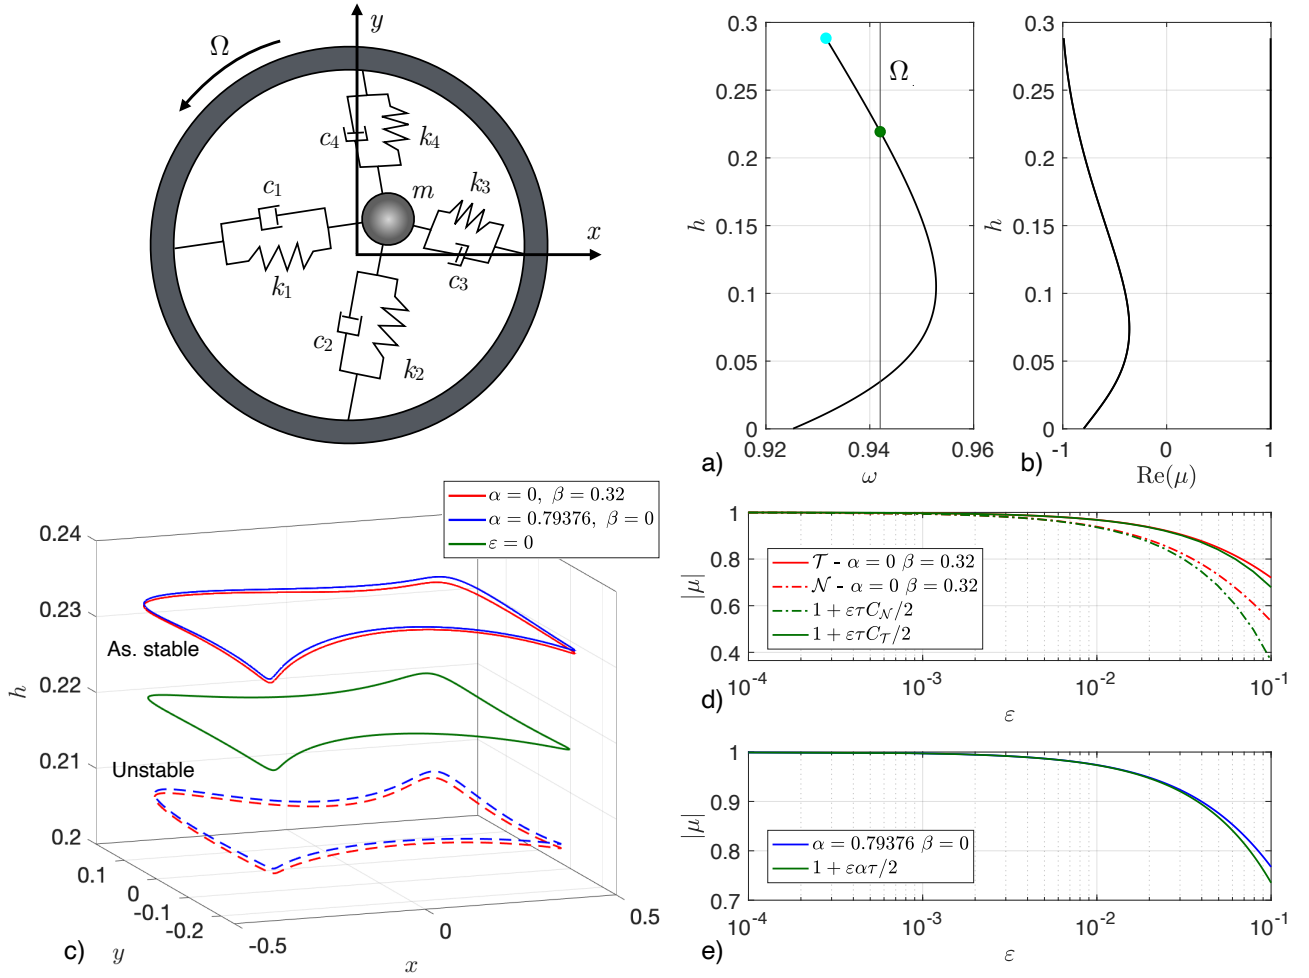 y
Ω
c₄
k₄
m
k₃
c₁
x
k₁
c₃
c₂
k₂
0.3
0.25
0.2
0.15
0.1
0.05
0
h
Ω
0.92
0.94
0.96
a)
ω
0.3
0.25
0.2
0.15
0.1
0.05
0
h
-1
0
1
b)
Re(μ)
α = 0, β = 0.32
α = 0.79376, β = 0
ε = 0
0.24
0.23
0.22
0.21
0.2
h
As. stable
Unstable
0.1
0
-0.1
-0.2
y
-0.5
0
0.5
x
c)
1
0.8
0.6
0.4
|μ|
𝒯 - α = 0 β = 0.32
𝒩 - α = 0 β = 0.32
1 + ετC_𝒩/2
1 + ετC_𝒯/2
10⁻⁴
10⁻³
10⁻²
10⁻¹
d)
ε
1
0.9
0.8
0.7
|μ|
α = 0.79376 β = 0
1 + εατ/2
10⁻⁴
10⁻³
10⁻²
10⁻¹
e)
ε